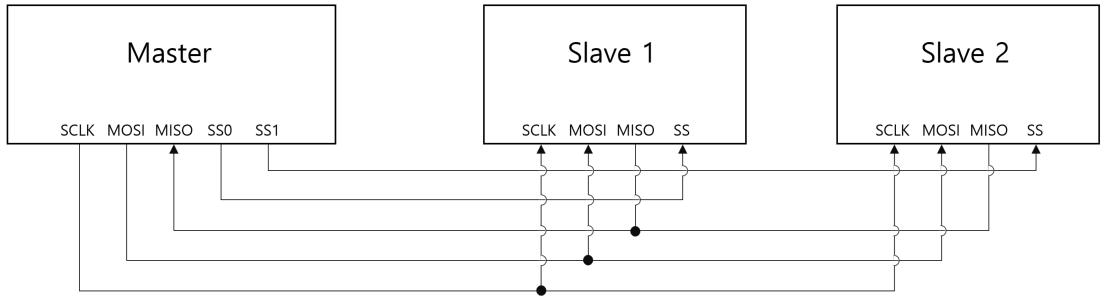 Master
SCLK MOSI MISO SS0 SS1
Slave 1
SCLK MOSI MISO SS
Slave 2
SCLK MOSI MISO SS